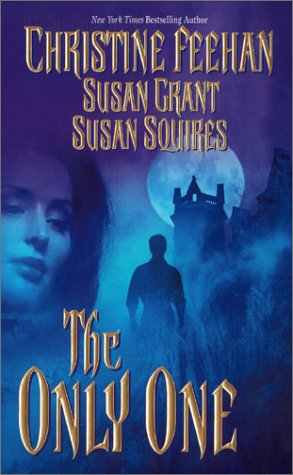 New York Times Bestselling Author
CHRISTINE FEEHAN
SUSAN GRANT
SUSAN SQUIRES
The
ONLY ONE